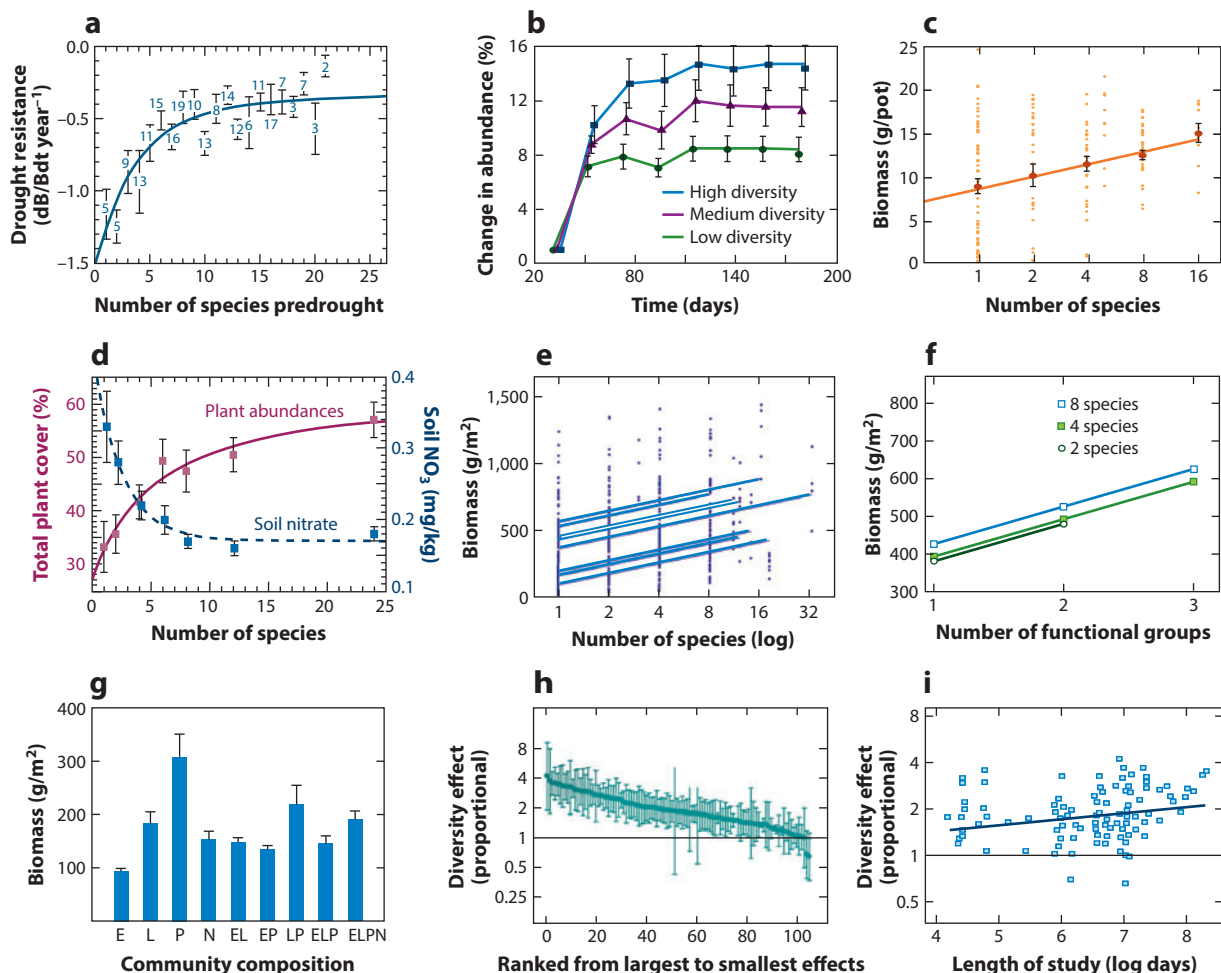 a
Drought resistance
(dB/Bdt year⁻¹)
0.0
−0.5
−1.0
−1.5
5
5
9
13
11
15
16
19
10
13
8
14
12
6
11
17
7
3
7
3
2
0 5 10 15 20 25
Number of species predrought
b
Change in abundance (%)
16
12
8
4
0
High diversity
Medium diversity
Low diversity
20 80 140 200
Time (days)
c
Biomass (g/pot)
25
20
15
10
5
0
1 2 4 8 16
Number of species
d
Total plant cover (%)
60
50
40
30
Plant abundances
Soil nitrate
0.4
0.3
0.2
0.1
Soil NO₃ (mg/kg)
0 5 10 15 20 25
Number of species
e
Biomass (g/m²)
1,500
1,000
500
0
1 2 4 8 16 32
Number of species (log)
f
Biomass (g/m²)
800
700
600
500
400
300
8 species
4 species
2 species
1 2 3
Number of functional groups
g
Biomass (g/m²)
400
300
200
100
E L P N EL EP LP ELP ELPN
Community composition
h
Diversity effect
(proportional)
8
4
2
1
0.5
0.25
0 20 40 60 80 100
Ranked from largest to smallest effects
i
Diversity effect
(proportional)
8
4
2
1
0.5
4 5 6 7 8
Length of study (log days)